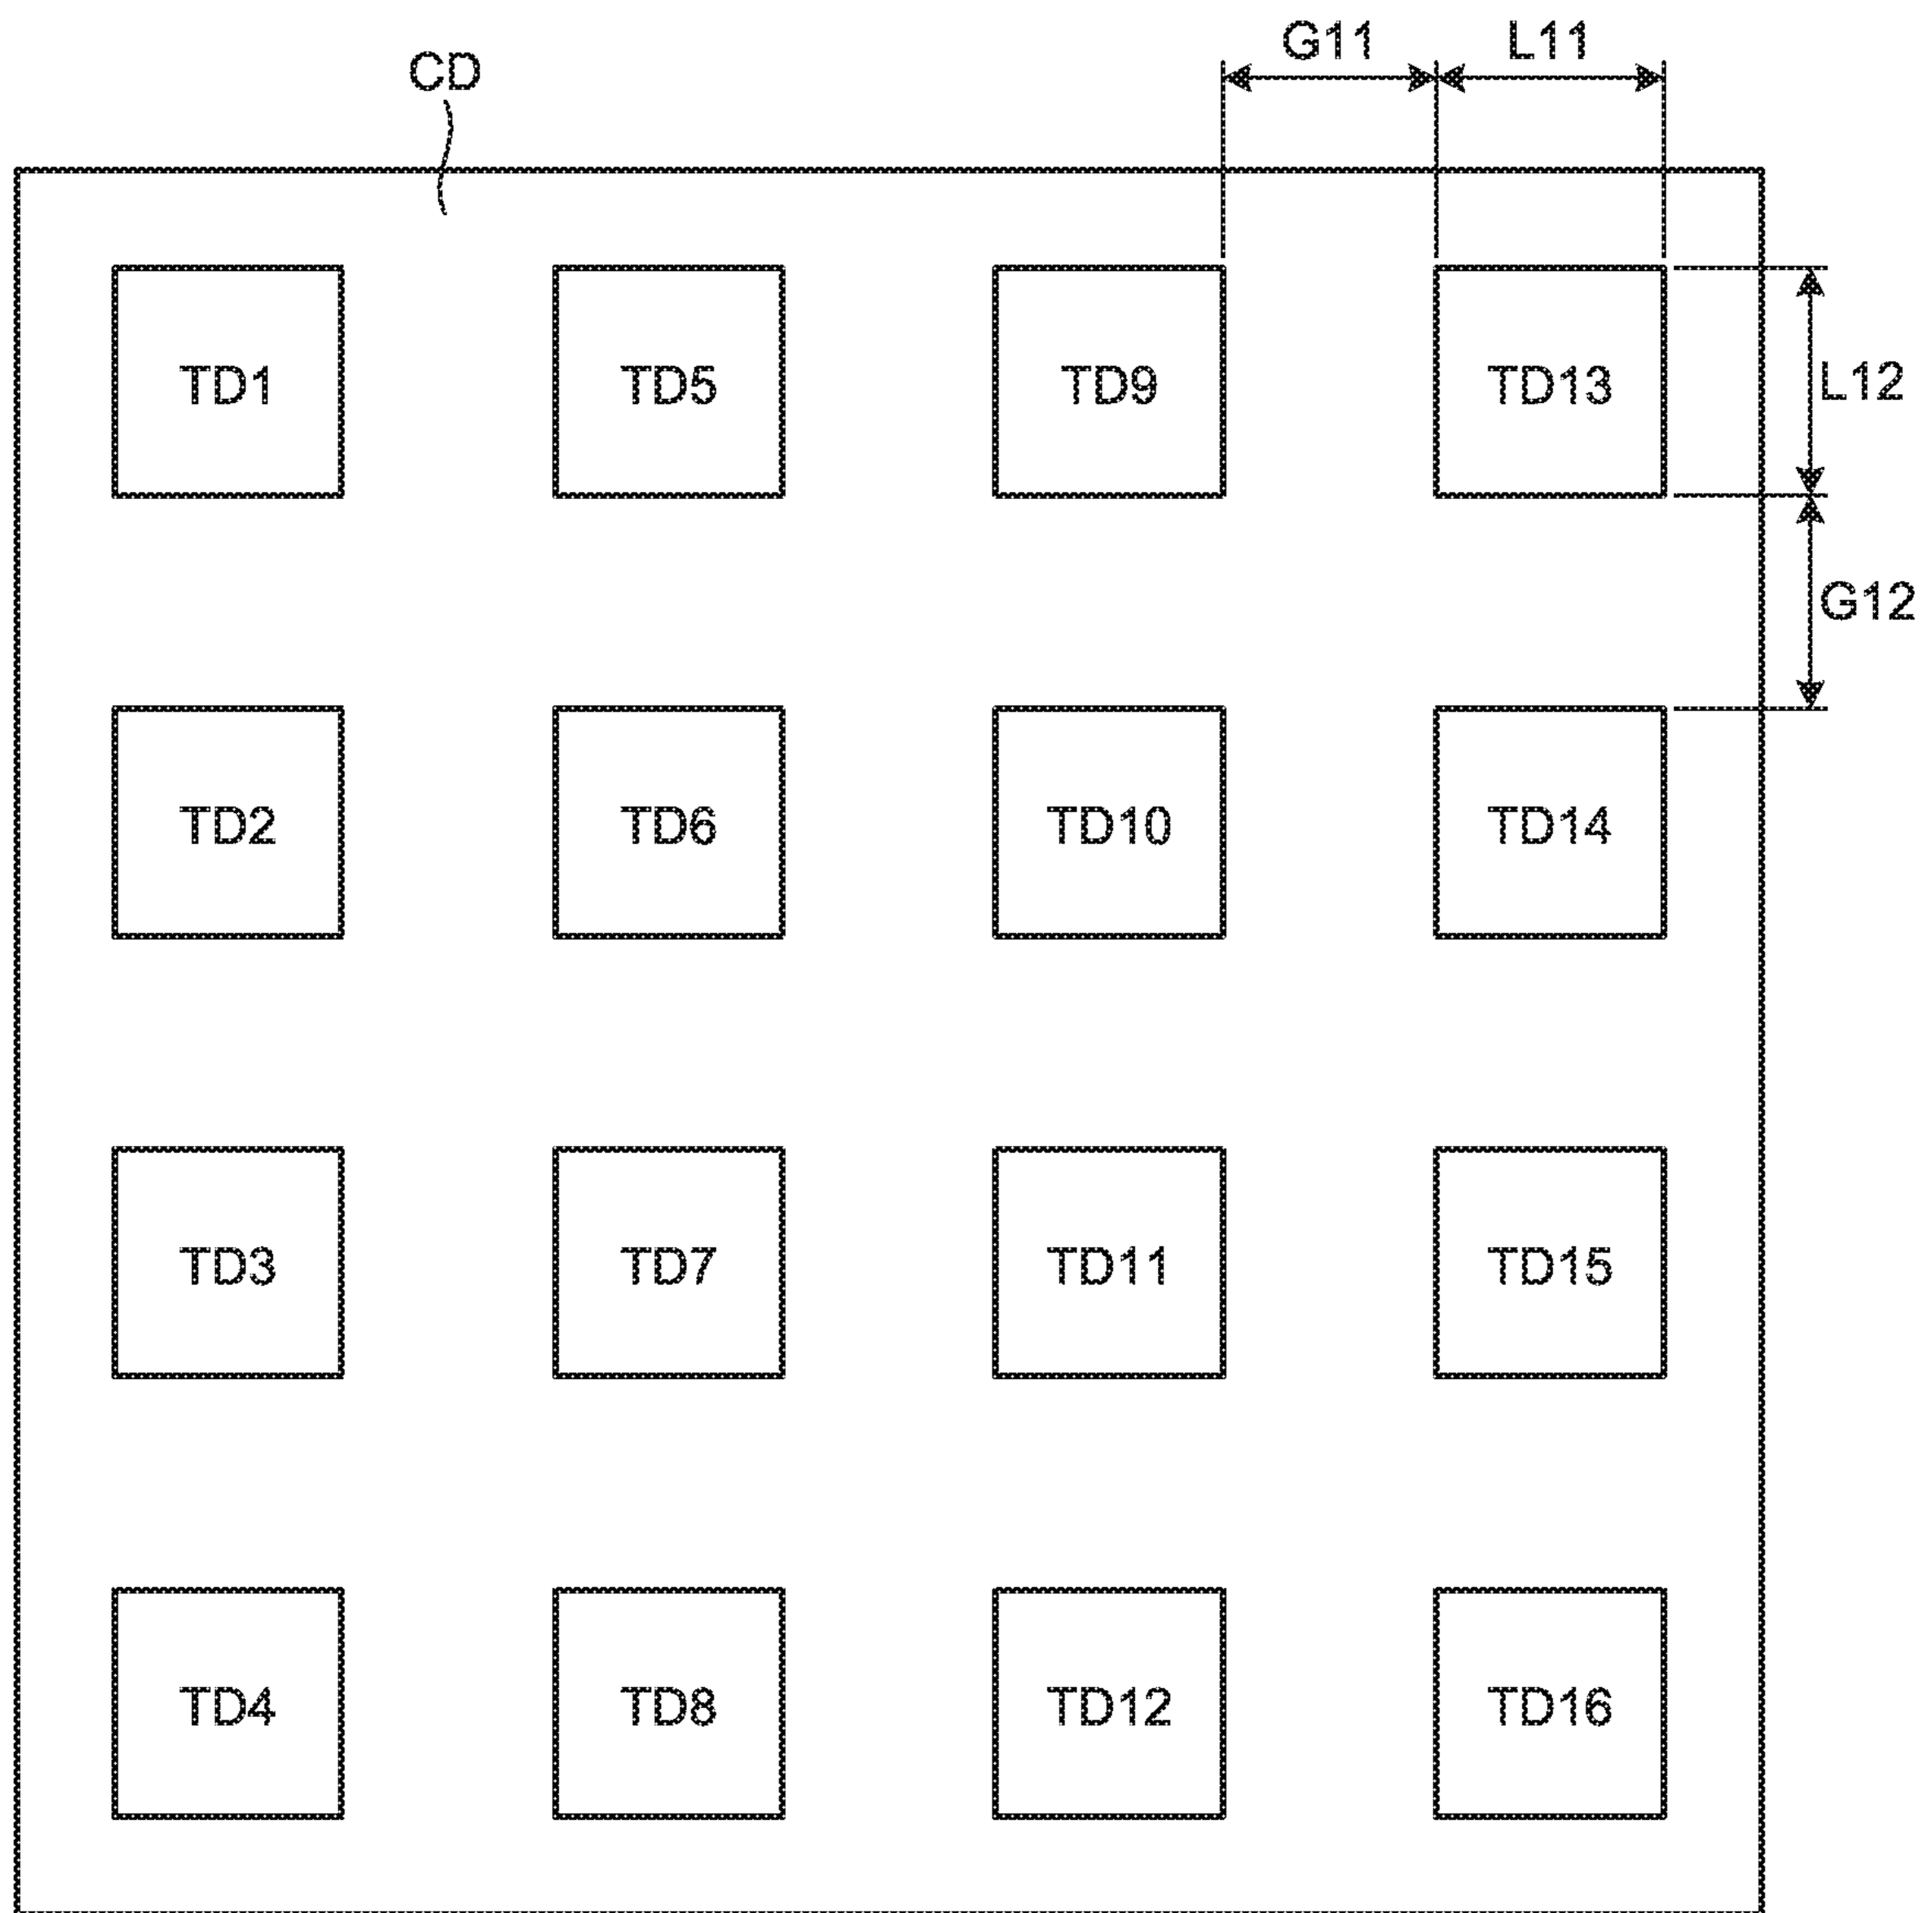 G11 L11
CD
TD1 TD5 TD9 TD13 L12
G12
TD2 TD6 TD10 TD14
TD3 TD7 TD11 TD15
TD4 TD8 TD12 TD16